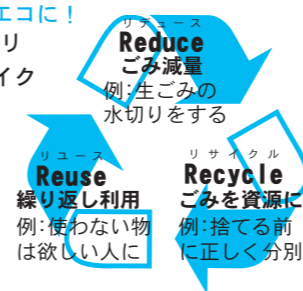 エコに！
リ
イク
リデュース
Reduce
ごみ減量
例：生ごみの
水切りをする
リユース
Reuse
繰り返し利用
例：使わない物
は欲しい人に
リサイクル
Recycle
ごみを資源に
例：捨てる前
に正しく分別